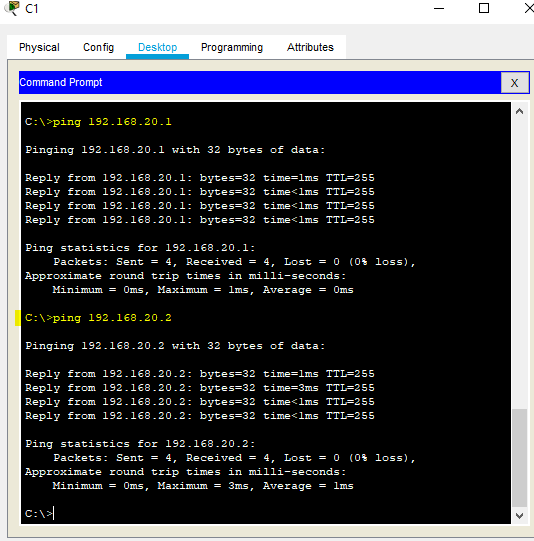 C1
Physical Config Desktop Programming Attributes
Command Prompt
X
C:\>ping 192.168.20.1
Pinging 192.168.20.1 with 32 bytes of data:
Reply from 192.168.20.1: bytes=32 time=1ms TTL=255
Reply from 192.168.20.1: bytes=32 time<1ms TTL=255
Reply from 192.168.20.1: bytes=32 time<1ms TTL=255
Reply from 192.168.20.1: bytes=32 time<1ms TTL=255
Ping statistics for 192.168.20.1:
Packets: Sent = 4, Received = 4, Lost = 0 (0% loss),
Approximate round trip times in milli-seconds:
Minimum = 0ms, Maximum = 1ms, Average = 0ms
C:\>ping 192.168.20.2
Pinging 192.168.20.2 with 32 bytes of data:
Reply from 192.168.20.2: bytes=32 time=1ms TTL=255
Reply from 192.168.20.2: bytes=32 time=3ms TTL=255
Reply from 192.168.20.2: bytes=32 time<1ms TTL=255
Reply from 192.168.20.2: bytes=32 time<1ms TTL=255
Ping statistics for 192.168.20.2:
Packets: Sent = 4, Received = 4, Lost = 0 (0% loss),
Approximate round trip times in milli-seconds:
Minimum = 0ms, Maximum = 3ms, Average = 1ms
C:\>